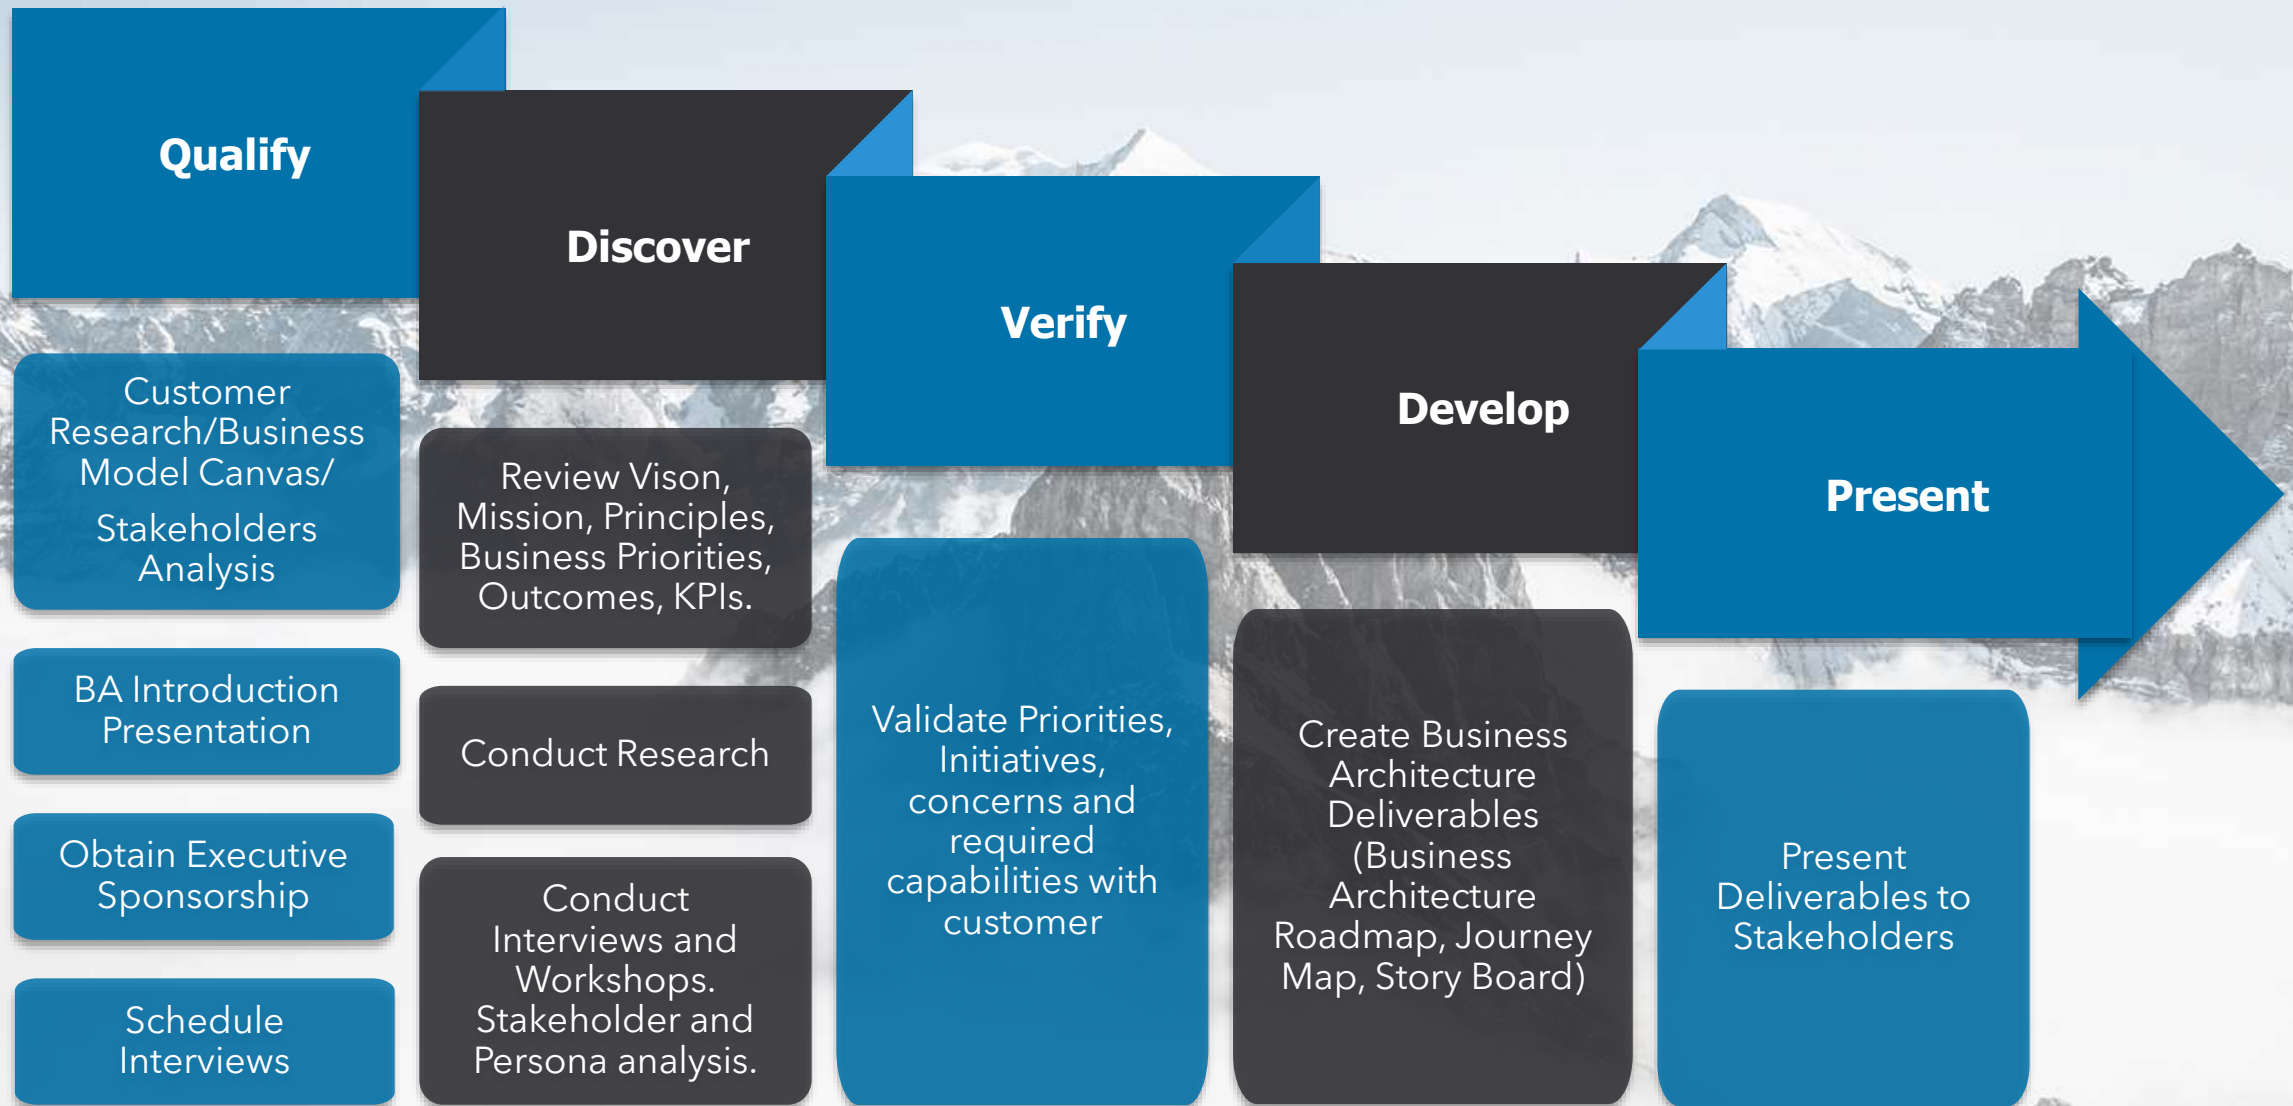 Qualify
Customer
Research/Business
Model Canvas/
Stakeholders
Analysis
BA Introduction
Presentation
Obtain Executive
Sponsorship
Schedule
Interviews
Discover
Review Vison,
Mission, Principles,
Business Priorities,
Outcomes, KPIs.
Conduct Research
Conduct
Interviews and
Workshops.
Stakeholder and
Persona analysis.
Verify
Validate Priorities,
Initiatives,
concerns and
required
capabilities with
customer
Develop
Create Business
Architecture
Deliverables
(Business
Architecture
Roadmap, Journey
Map, Story Board)
Present
Present
Deliverables to
Stakeholders